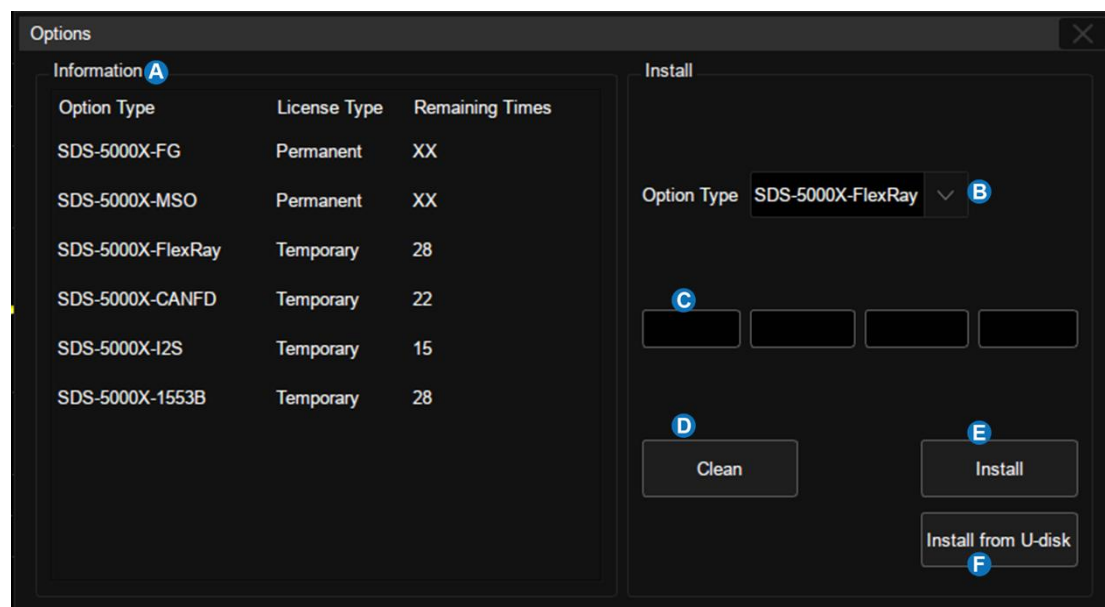 Options
Information A
Option Type License Type Remaining Times
SDS-5000X-FG Permanent XX
SDS-5000X-MSO Permanent XX
SDS-5000X-FlexRay Temporary 28
SDS-5000X-CANFD Temporary 22
SDS-5000X-I2S Temporary 15
SDS-5000X-1553B Temporary 28
Install
Option Type SDS-5000X-FlexRay B
C
D
Clean
E
Install
Install from U-disk
F